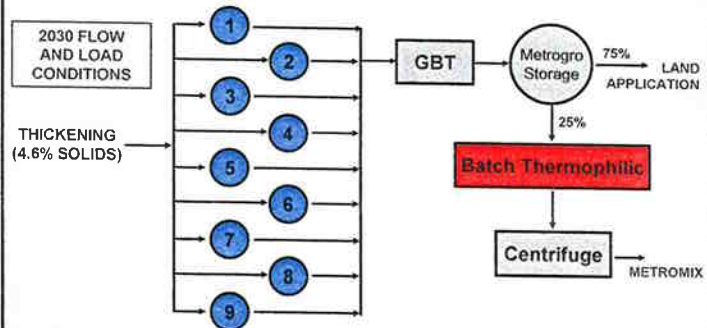 2030 FLOW
AND LOAD
CONDITIONS
THICKENING
(4.6% SOLIDS)
1
2
3
4
5
6
7
8
9
GBT
Metrogro
Storage
75%
LAND
APPLICATION
25%
Batch Thermophilic
Centrifuge
METROMIX